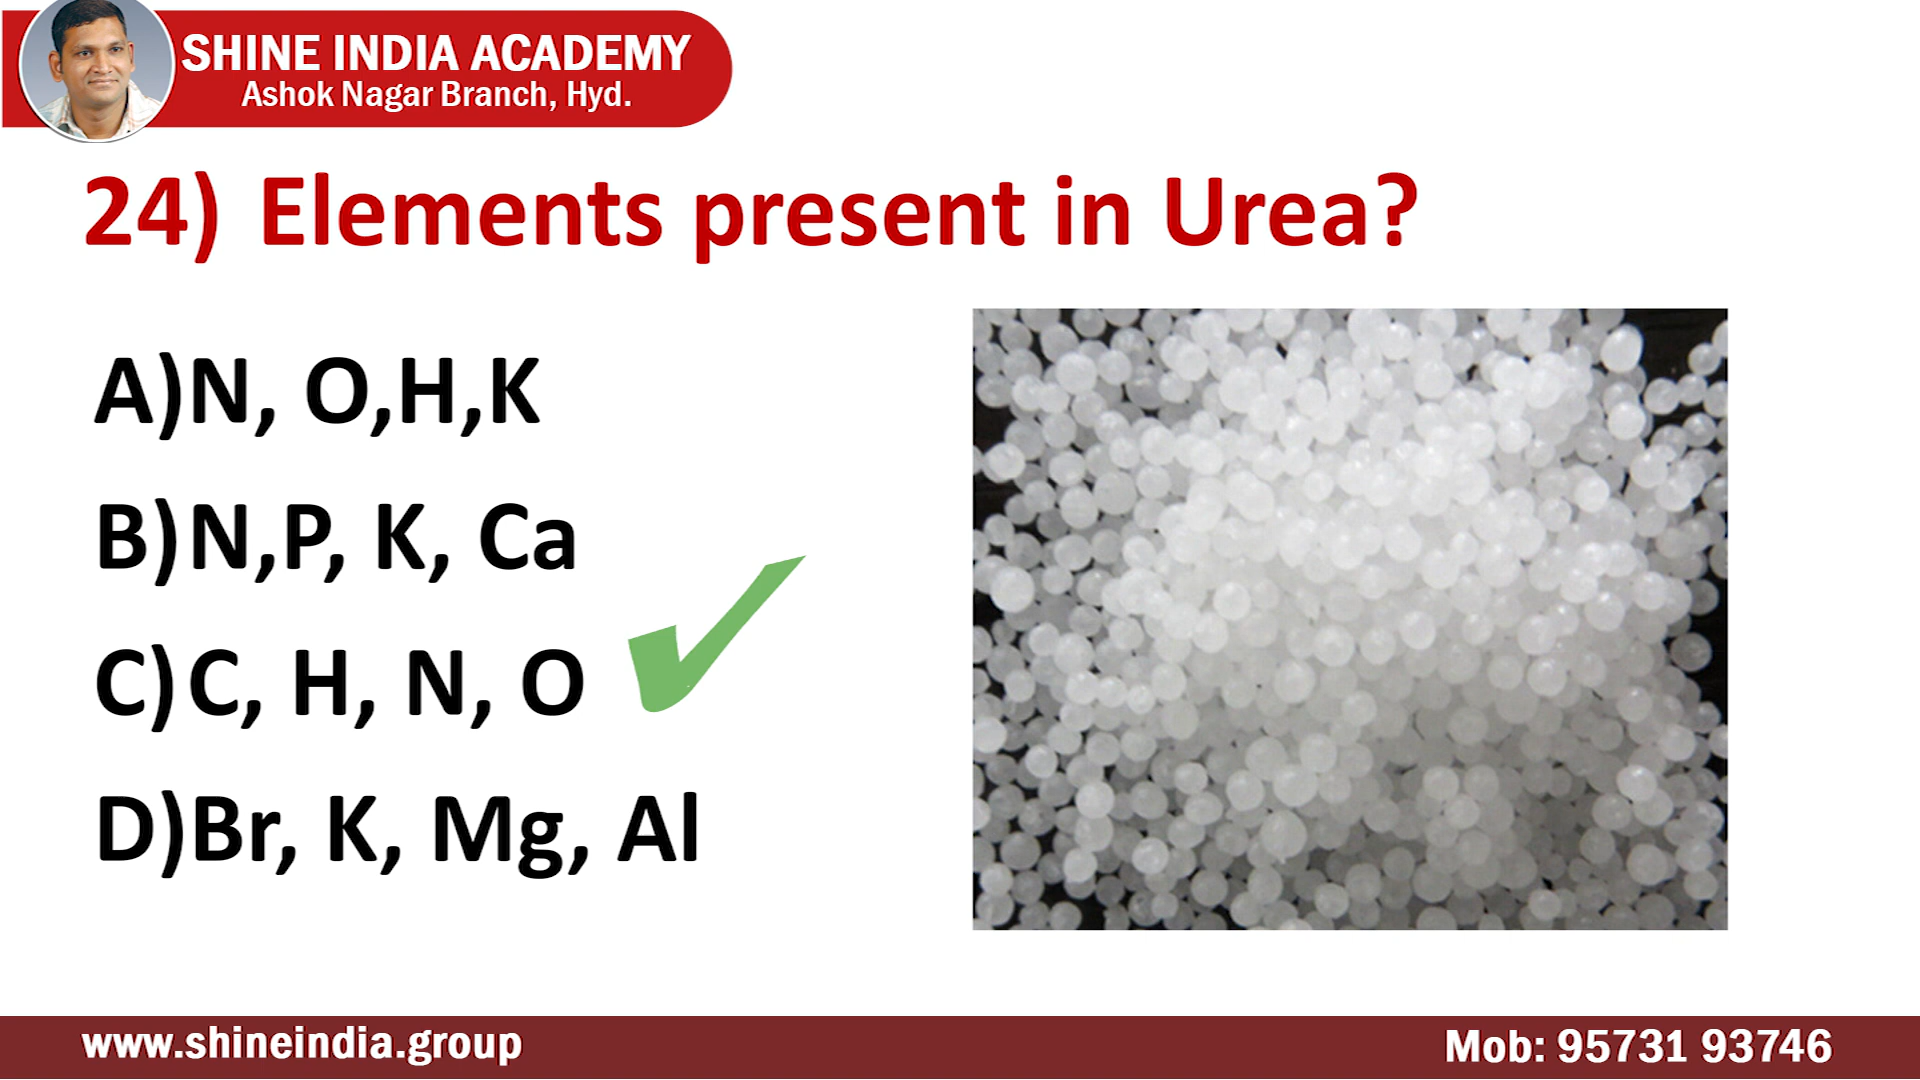 SHINE INDIA ACADEMY
Ashok Nagar Branch, Hyd.
24) Elements present in Urea?
A)N, O,H,K
B)N,P, K, Ca
C)C, H, N, O
D)Br, K, Mg, Al
www.shineindia.group
Mob: 95731 93746